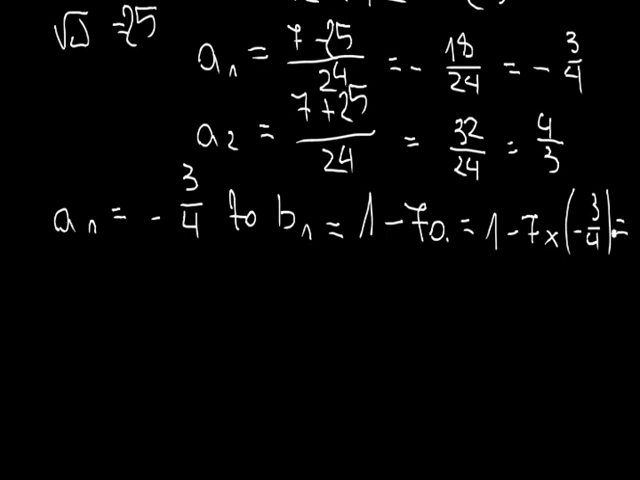 √Δ = 25
a₁ = (7-25)/24 = - 18/24 = - 3/4
a₂ = (7+25)/24 = 32/24 = 4/3
a₁ = - 3/4 to b₁ = 1 - 7a. = 1 - 7 × (- 3/4) =